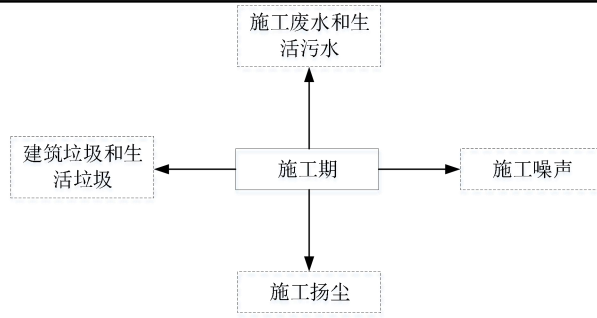 施工废水和生
活污水
建筑垃圾和生
活垃圾
施工期
施工噪声
施工扬尘